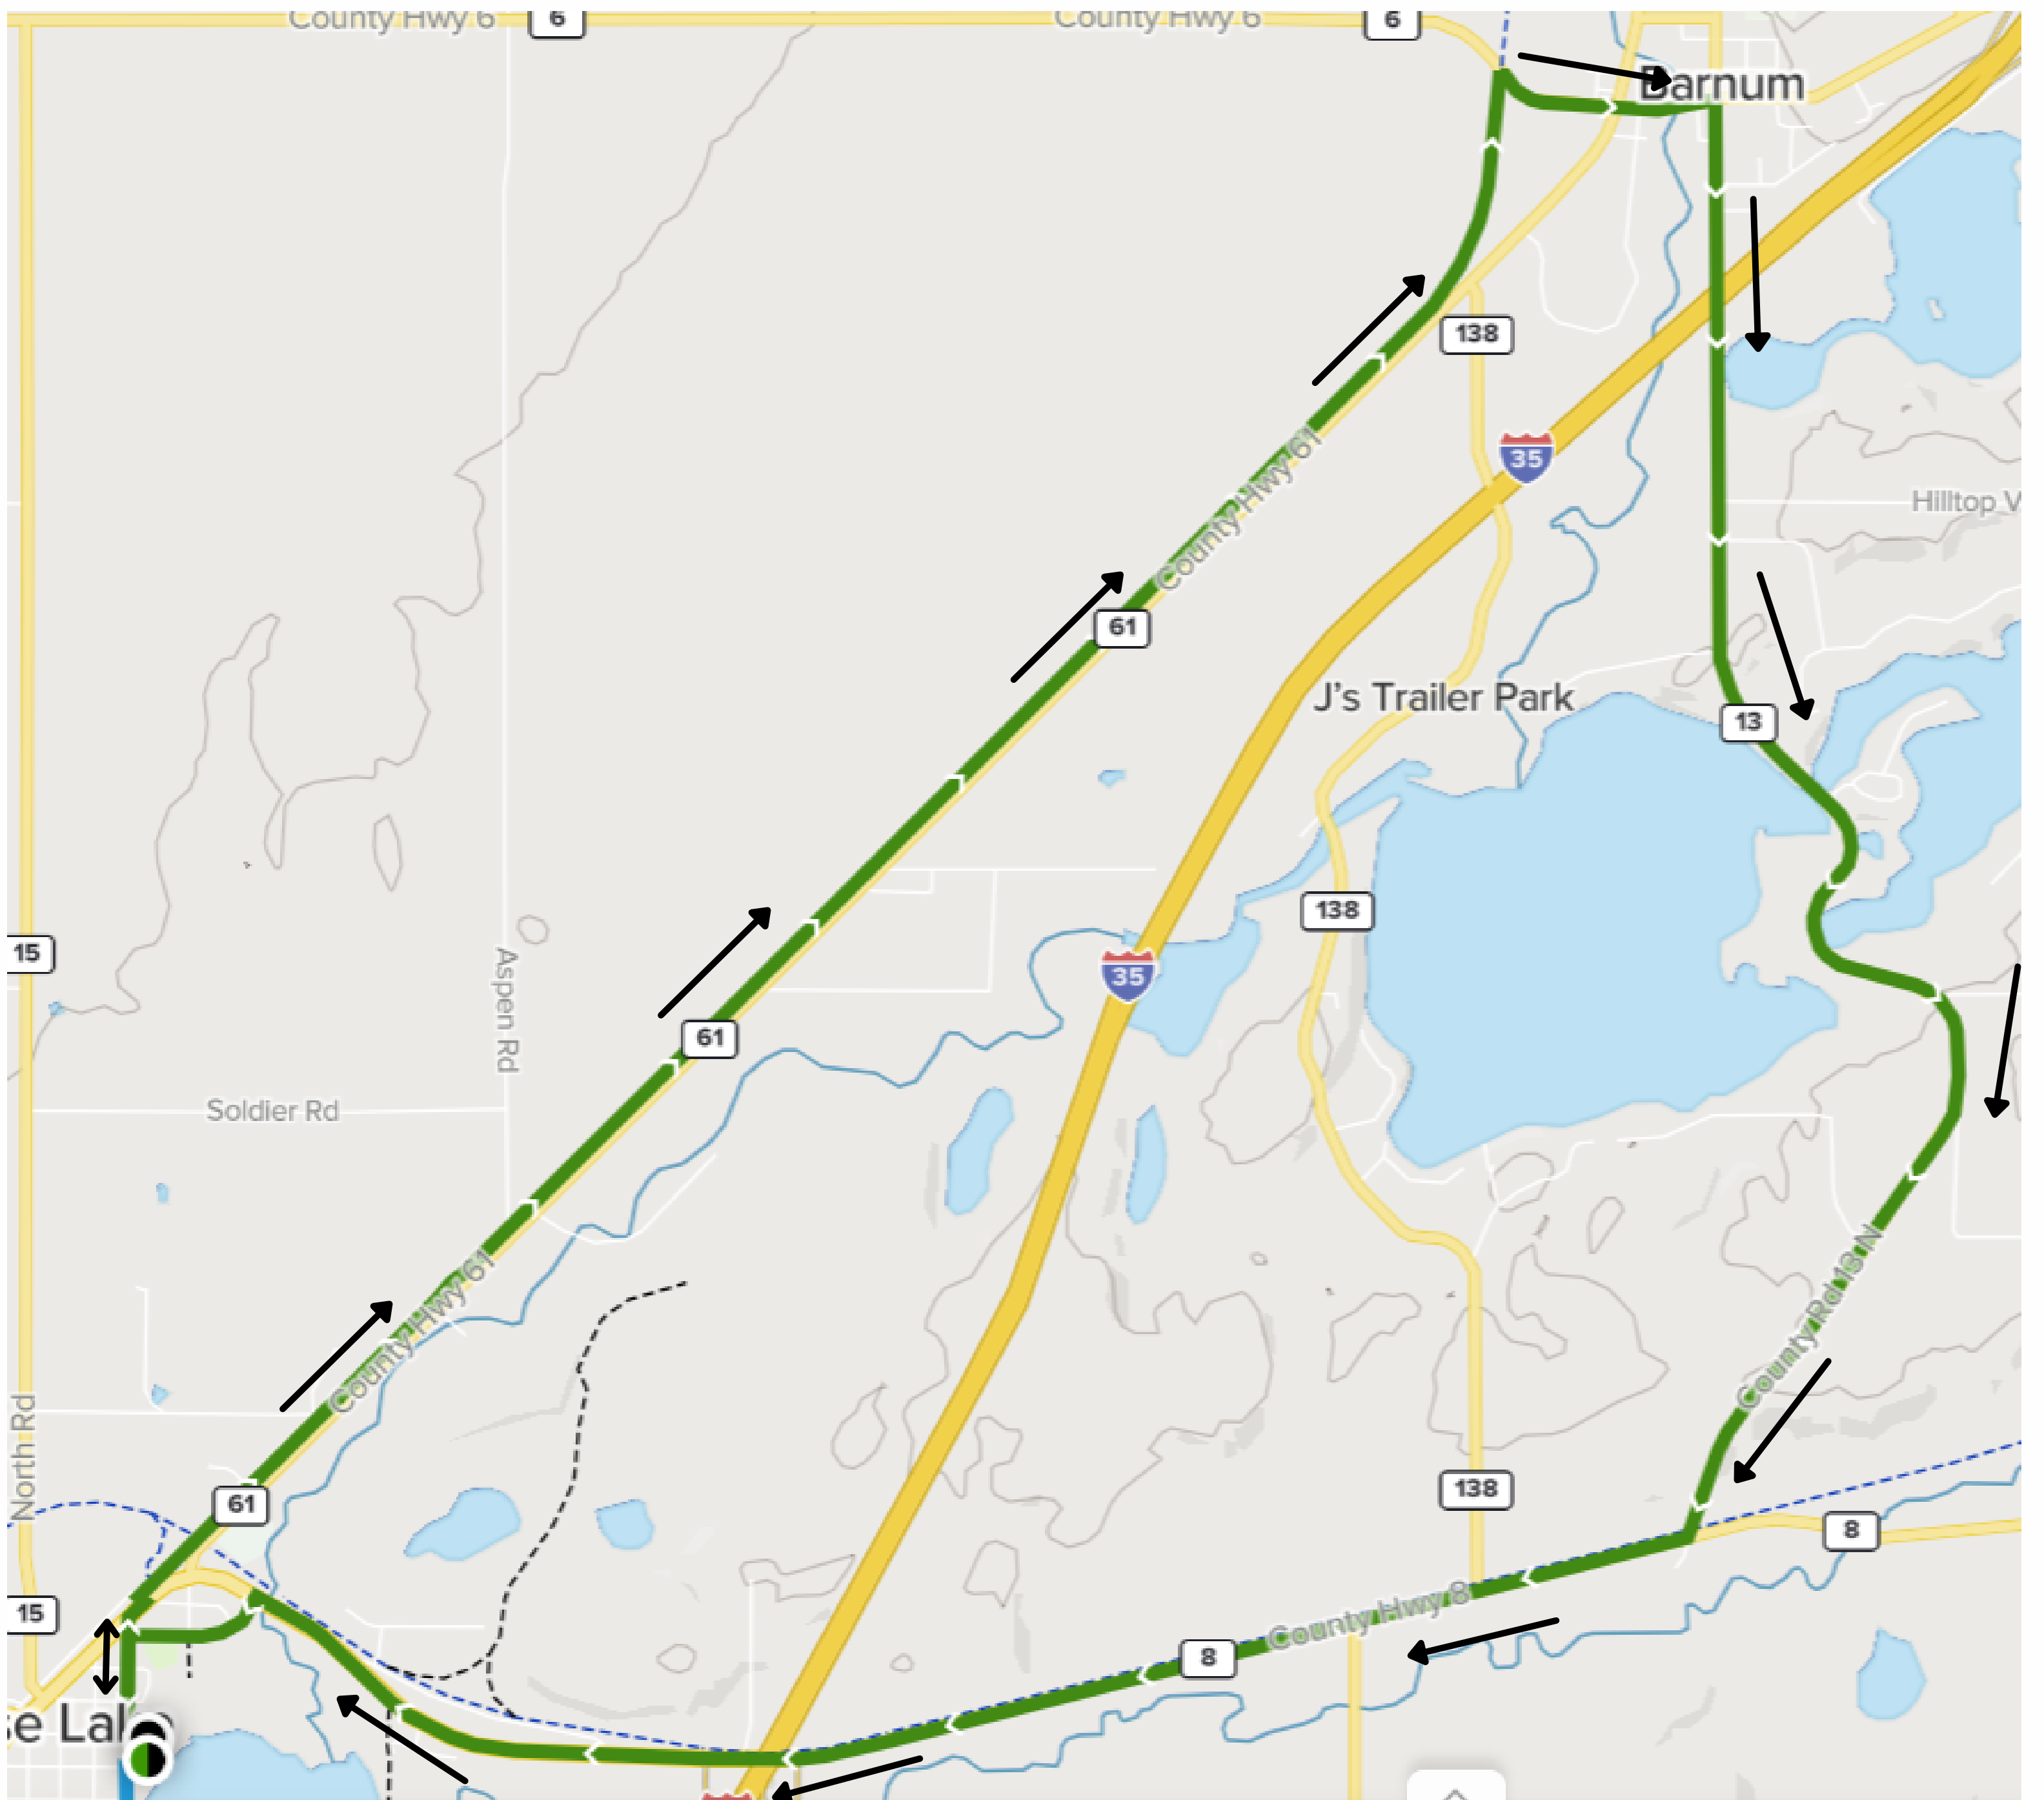 County Hwy 6
6
County Hwy 6
6
Barnum
138
35
County Hwy 61
Hilltop V
61
J's Trailer Park
13
138
15
35
Aspen Rd
61
Soldier Rd
County Rd 13 N
County Hwy 61
North Rd
138
61
8
15
County Hwy 8
8
se Lake